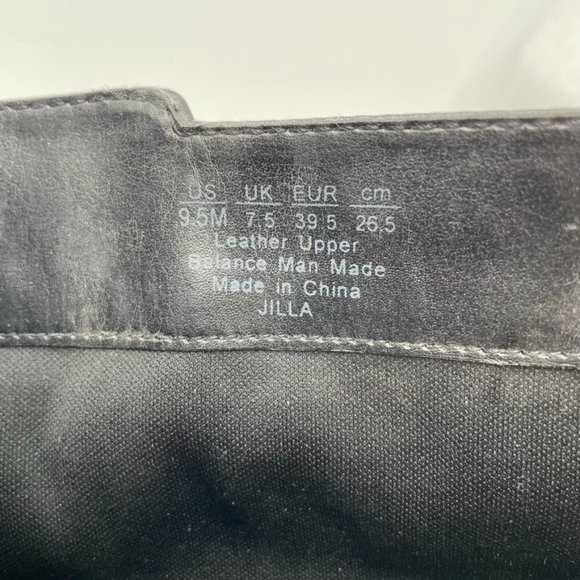 US UK EUR cm
9.5M 7.5 39.5 26,5
Leather Upper
Balance Man Made
Made in China
JILLA